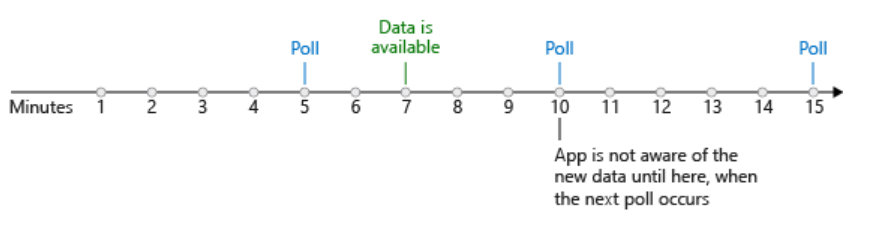 Data is
available
Poll
Poll
Poll
Minutes 1 2 3 4 5 6 7 8 9 10 11 12 13 14 15
App is not aware of the
new data until here, when
the next poll occurs